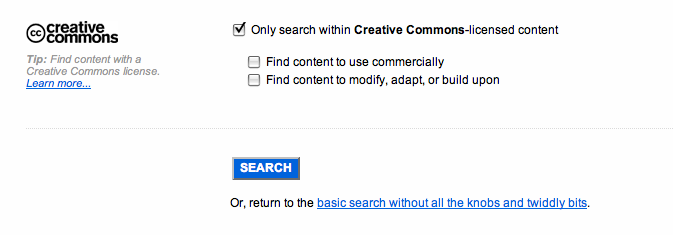 cc creative commons
Tip: Find content with a
Creative Commons license.
Learn more...
Only search within Creative Commons-licensed content
Find content to use commercially
Find content to modify, adapt, or build upon
SEARCH
Or, return to the basic search without all the knobs and twiddly bits.